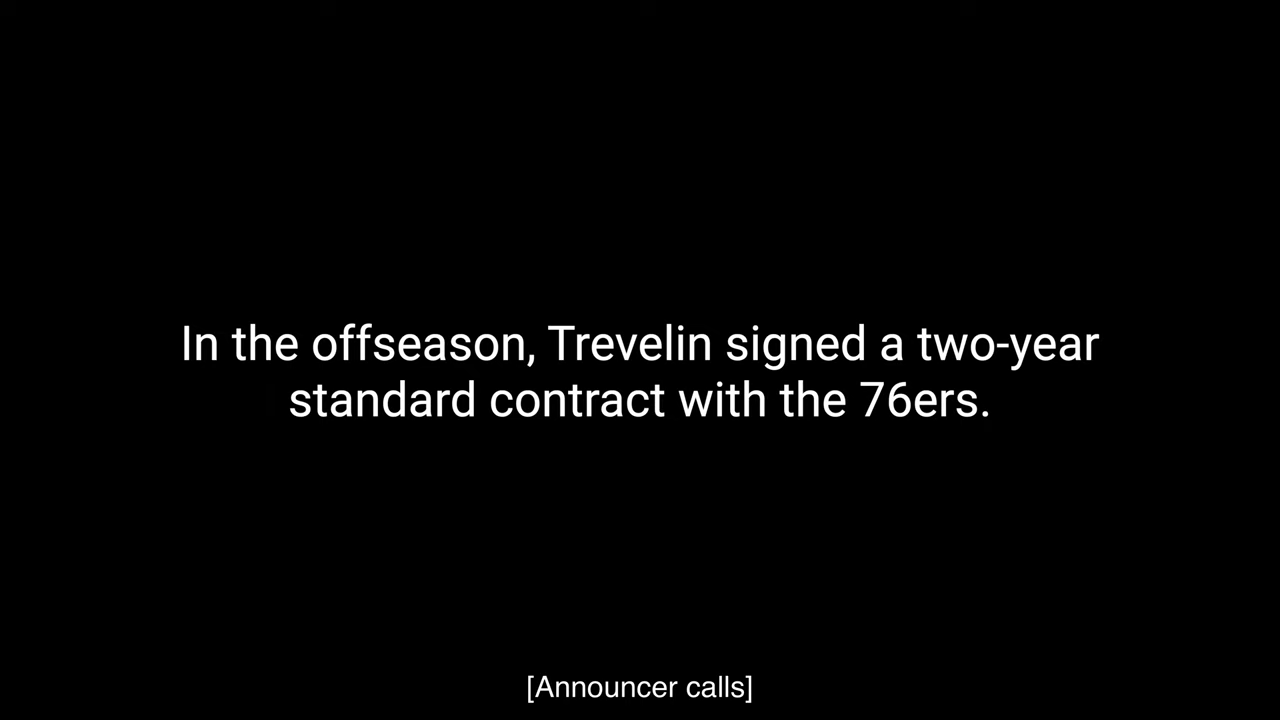 In the offseason, Trevelin signed a two-year
standard contract with the 76ers.
[Announcer calls]